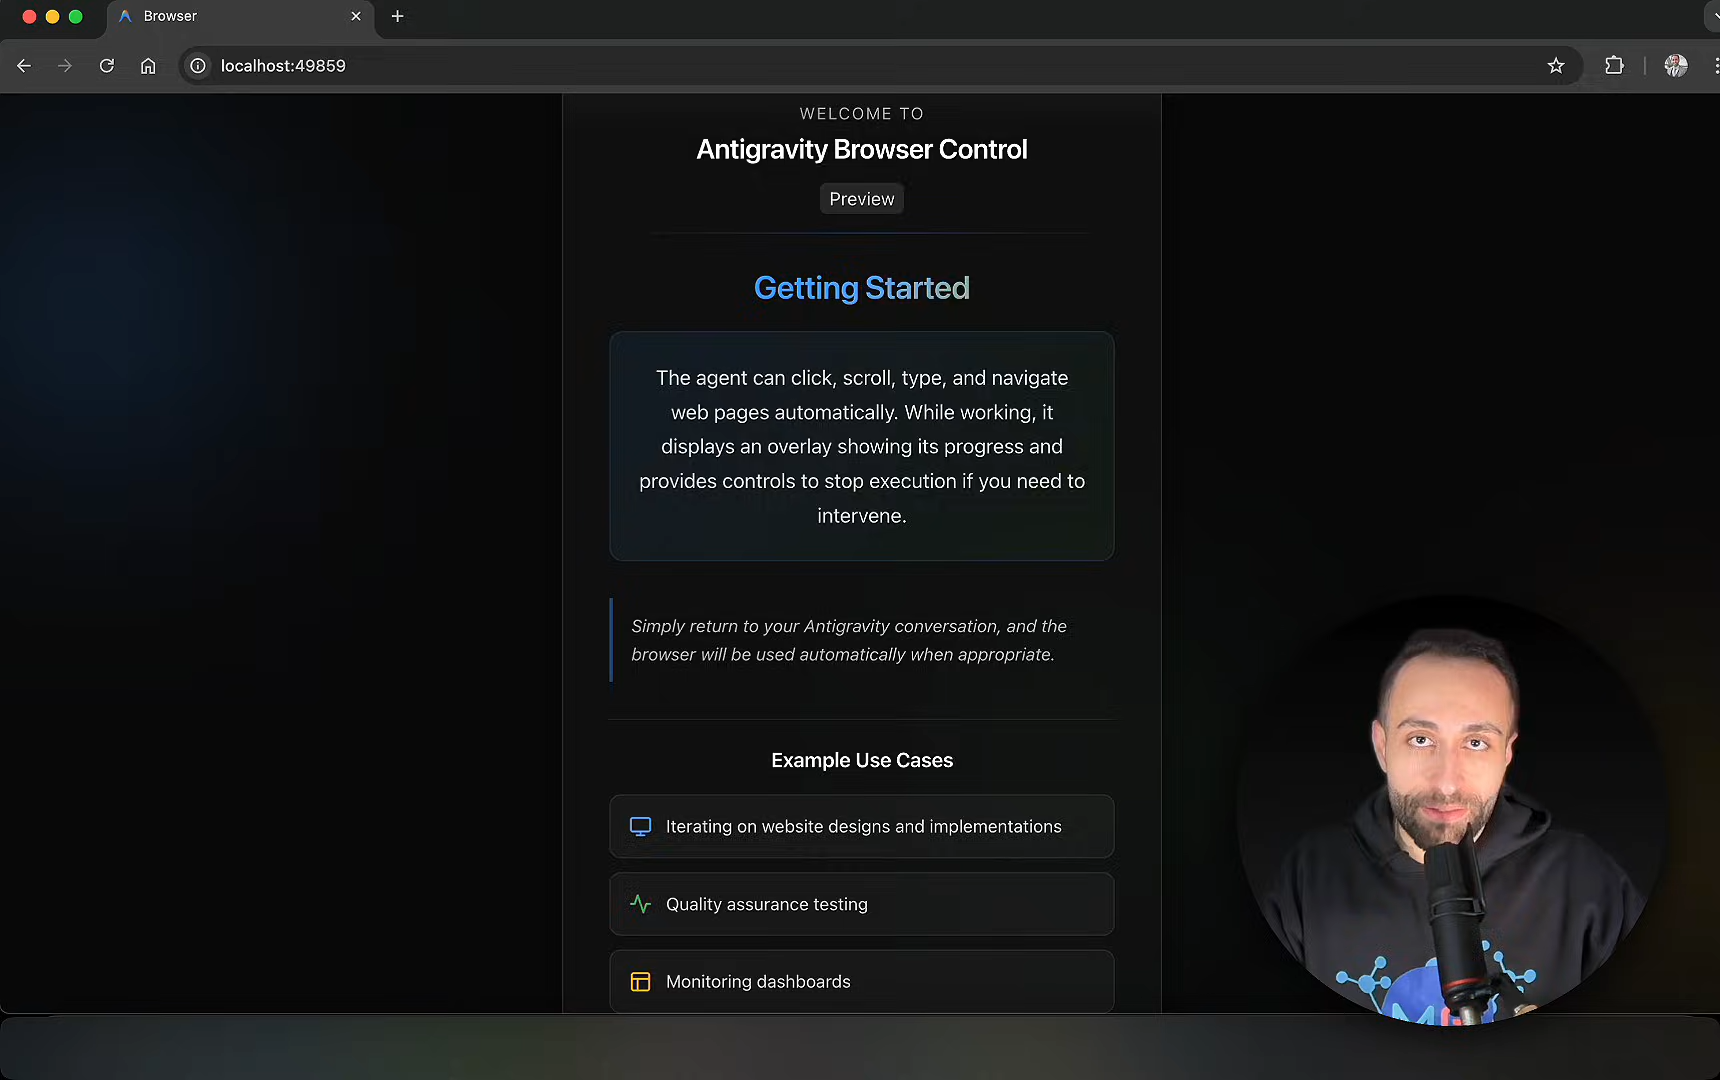 Browser
localhost:49859
WELCOME TO
Antigravity Browser Control
Preview
Getting Started
The agent can click, scroll, type, and navigate
web pages automatically. While working, it
displays an overlay showing its progress and
provides controls to stop execution if you need to
intervene.
Simply return to your Antigravity conversation, and the
browser will be used automatically when appropriate.
Example Use Cases
Iterating on website designs and implementations
Quality assurance testing
Monitoring dashboards